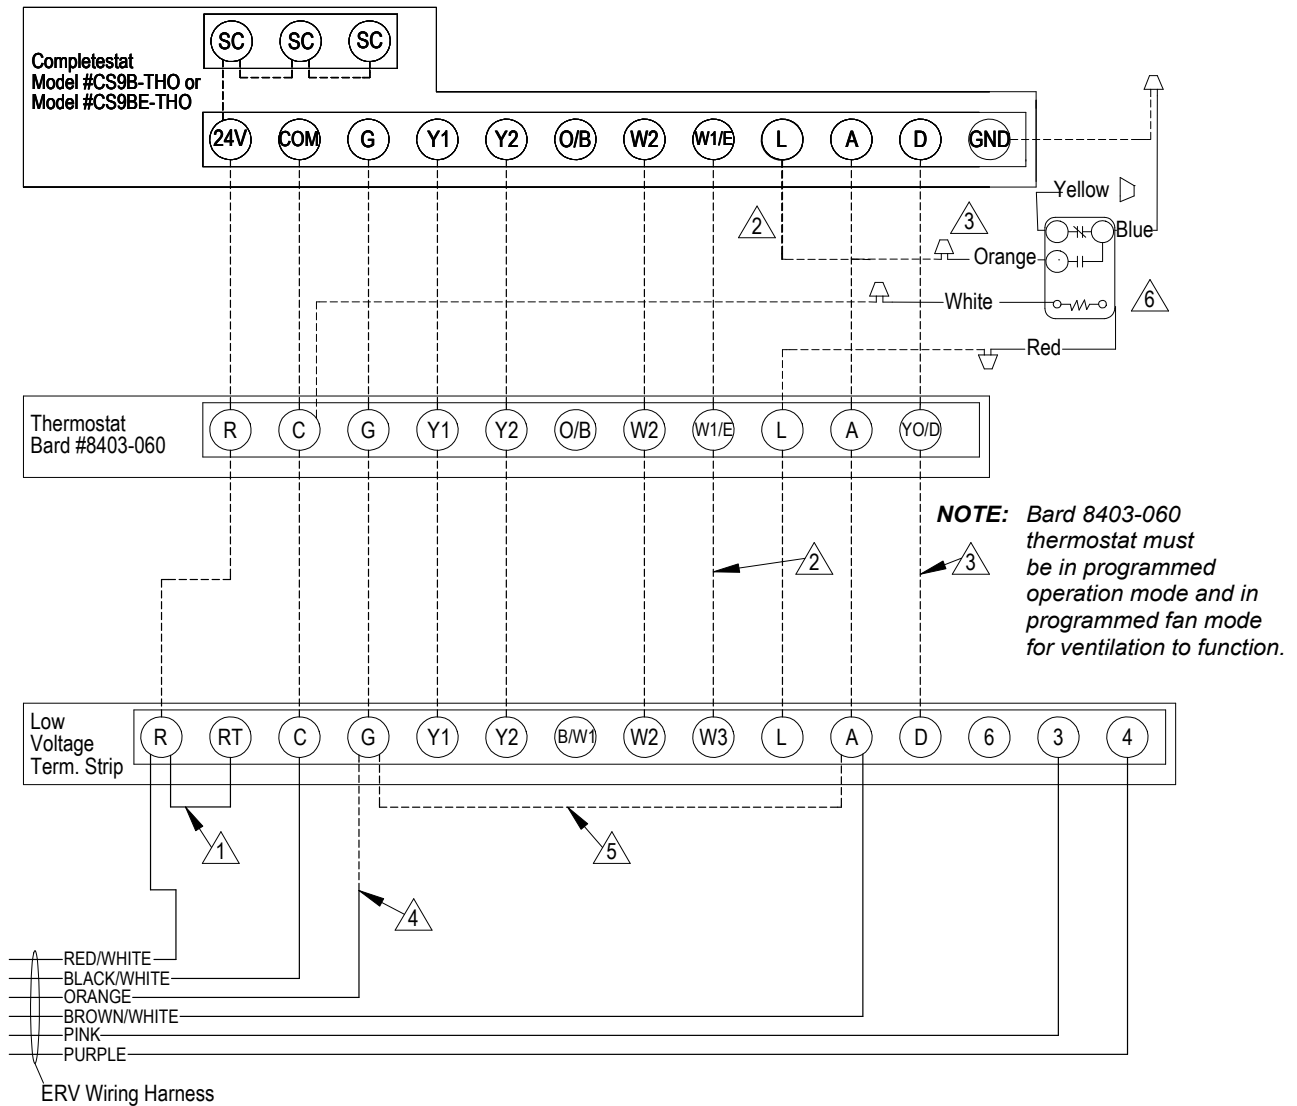 SC SC SC
Completestat
Model #CS9B-THO or
Model #CS9BE-THO
24V COM G Y1 Y2 O/B W2 W1/E L A D GND
Yellow
2 3
Blue
Orange
White
6
Red
Thermostat
Bard #8403-060
R C G Y1 Y2 O/B W2 W1/E L A YO/D
NOTE: Bard 8403-060
thermostat must
be in programmed
operation mode and in
programmed fan mode
for ventilation to function.
2 3
Low
Voltage
Term. Strip
R RT C G Y1 Y2 B/W1 W2 W3 L A D 6 3 4
1 5
4
RED/WHITE
BLACK/WHITE
ORANGE
BROWN/WHITE
PINK
PURPLE
ERV Wiring Harness